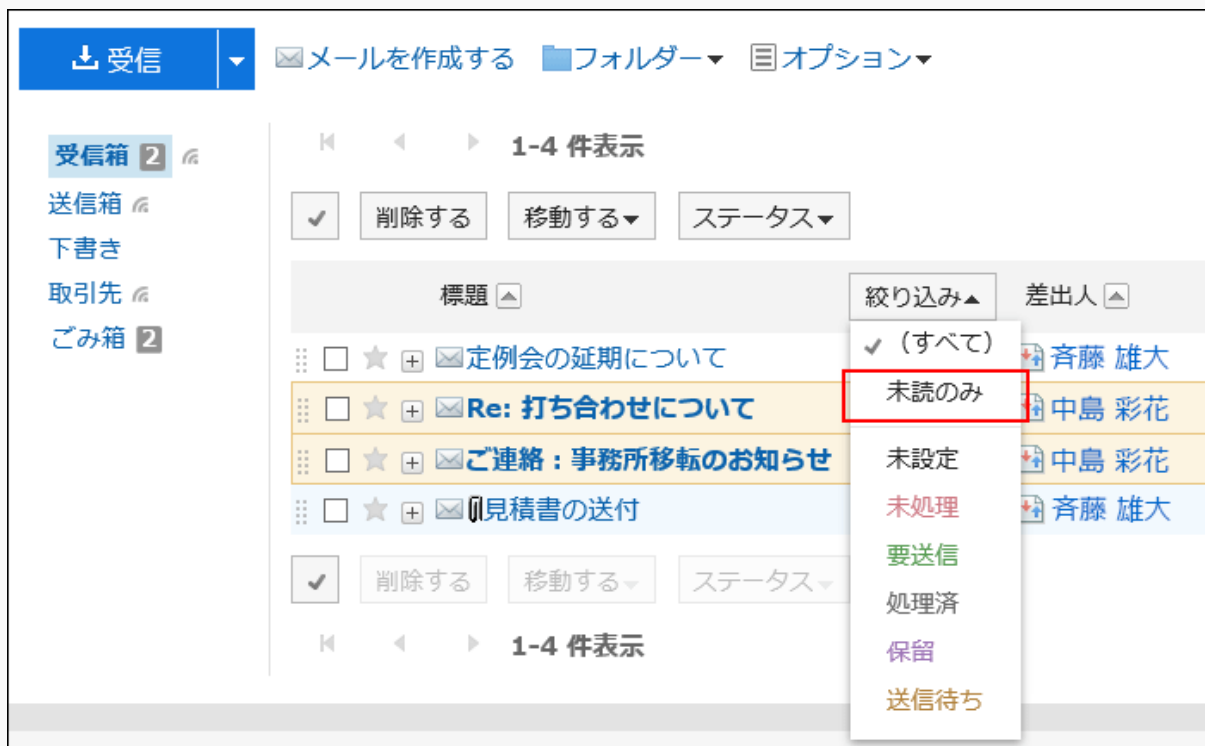 受信 メールを作成する フォルダー オプション
受信箱 2
送信箱
下書き
取引先
ごみ箱 2
1-4 件表示
削除する 移動する ステータス
標題 絞り込み 差出人
定例会の延期について 斉藤 雄大
Re: 打ち合わせについて 中島 彩花
ご連絡：事務所移転のお知らせ 中島 彩花
見積書の送付 斉藤 雄大
(すべて)
未読のみ
未設定
未処理
要送信
処理済
保留
送信待ち
削除する 移動する ステータス
1-4 件表示